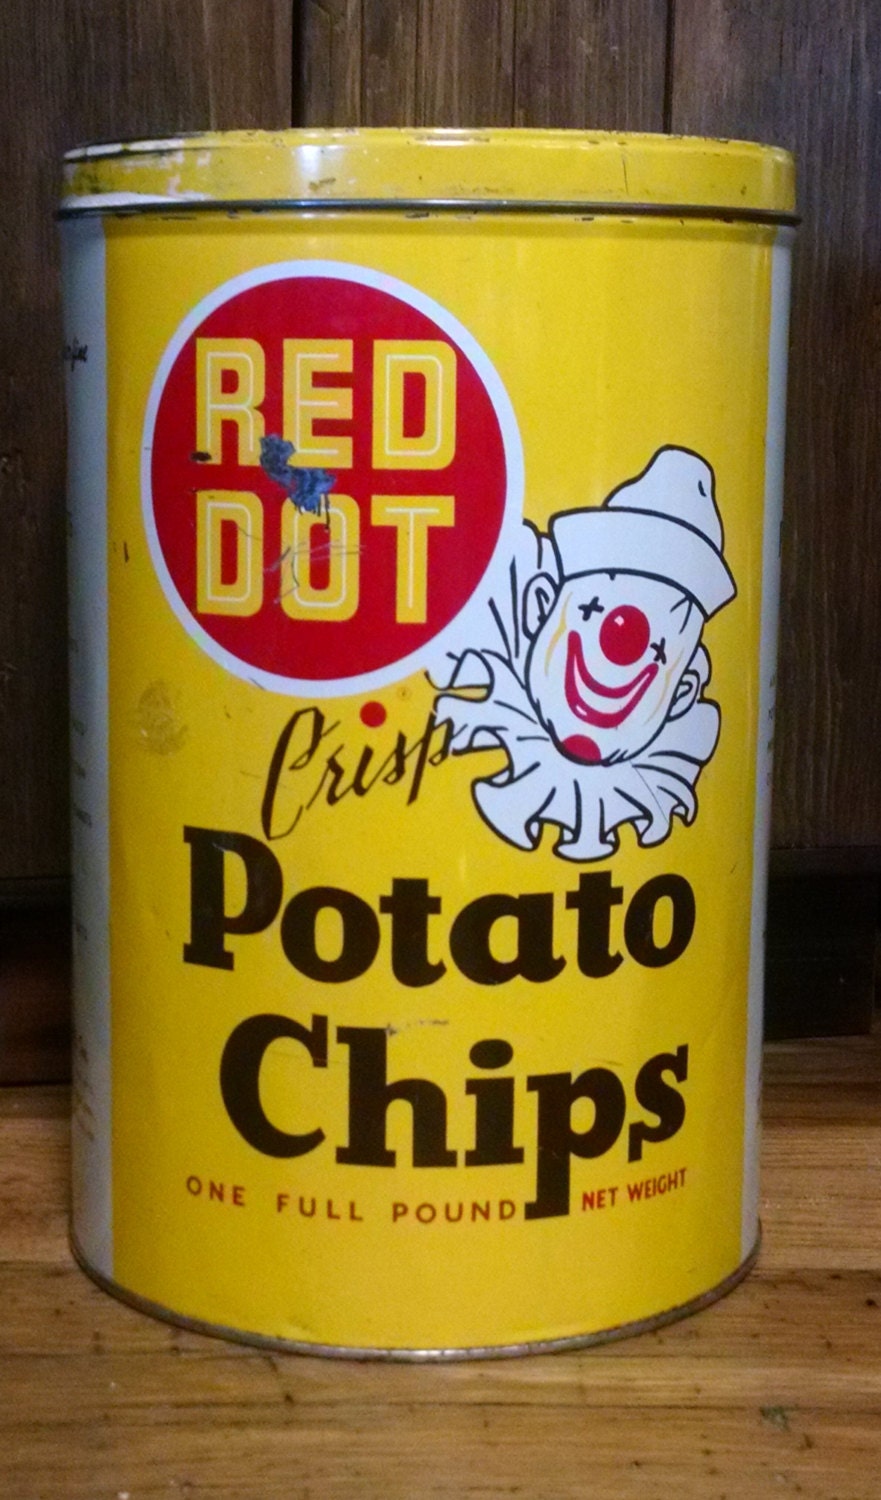 RED
DOT
Crisp
Potato
Chips
ONE FULL POUND NET WEIGHT